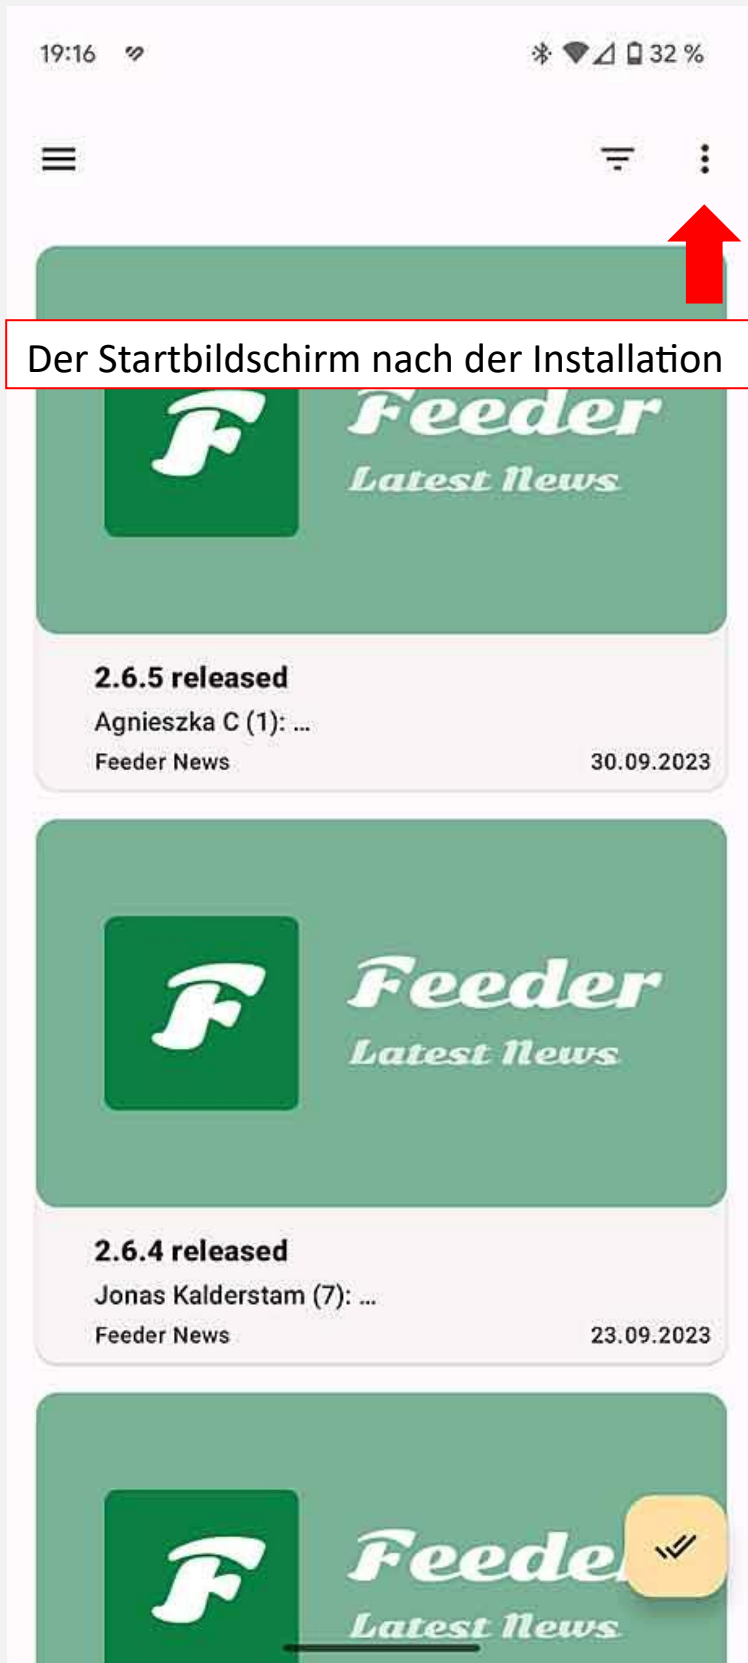 19:16
32 %
Der Startbildschirm nach der Installation
F
Feeder
Latest News
2.6.5 released
Agnieszka C (1): ...
Feeder News
30.09.2023
F
Feeder
Latest News
2.6.4 released
Jonas Kalderstam (7): ...
Feeder News
23.09.2023
F
Feede
Latest News